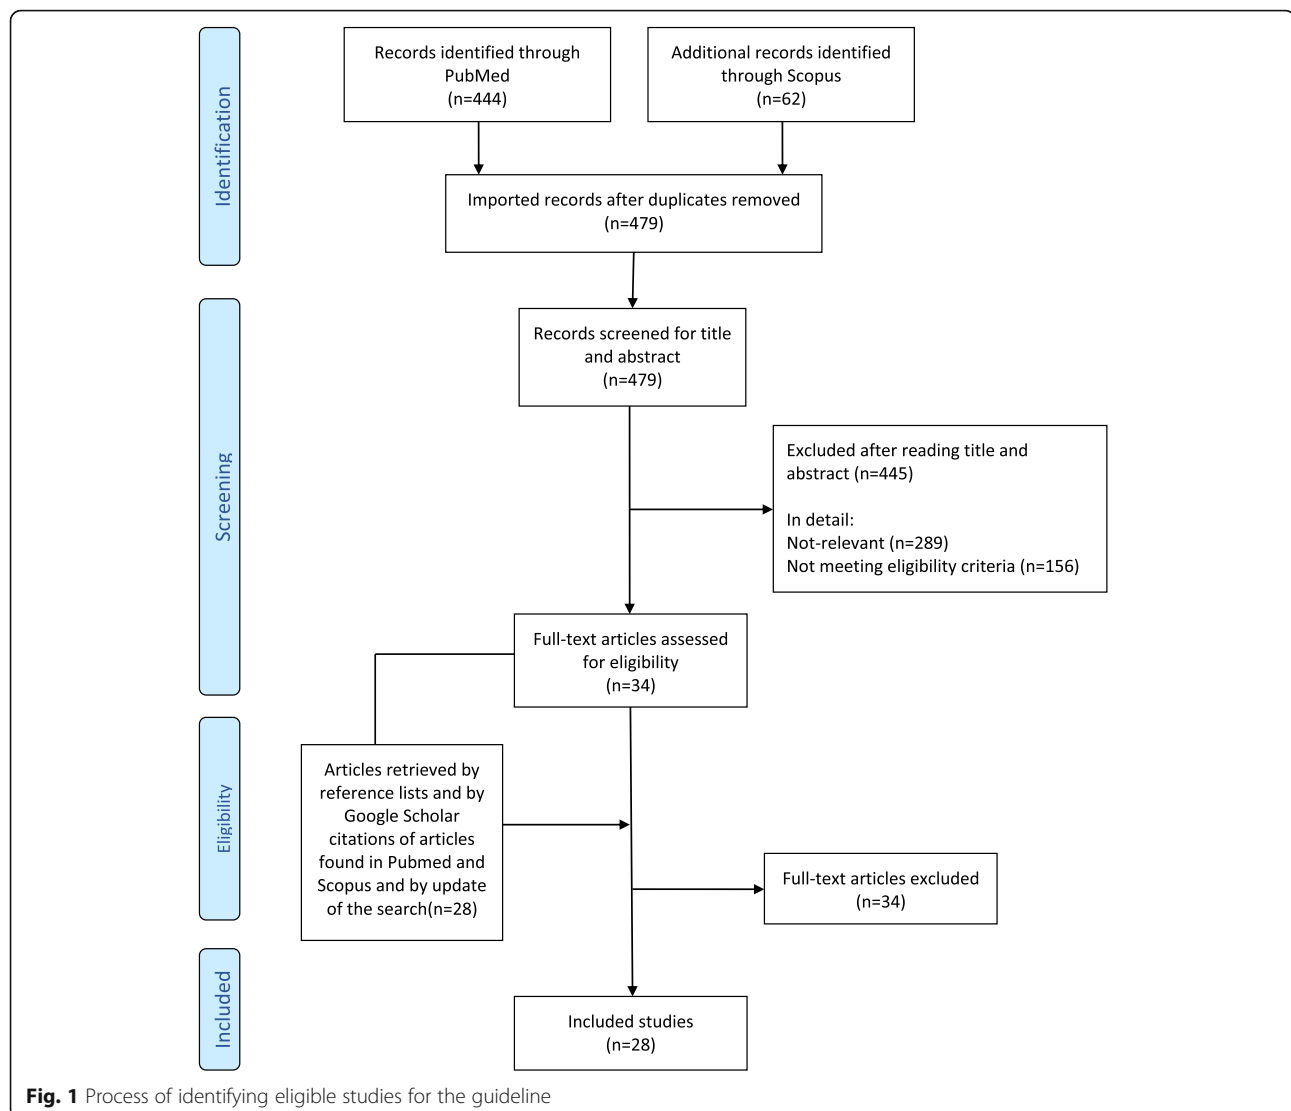 Identification
Records identified through
PubMed
(n=444)
Additional records identified
through Scopus
(n=62)
Imported records after duplicates removed
(n=479)
Screening
Records screened for title
and abstract
(n=479)
Excluded after reading title and
abstract (n=445)
In detail:
Not-relevant (n=289)
Not meeting eligibility criteria (n=156)
Full-text articles assessed
for eligibility
(n=34)
Eligibility
Articles retrieved by
reference lists and by
Google Scholar
citations of articles
found in Pubmed and
Scopus and by update
of the search(n=28)
Full-text articles excluded
(n=34)
Included
Included studies
(n=28)
Fig. 1 Process of identifying eligible studies for the guideline